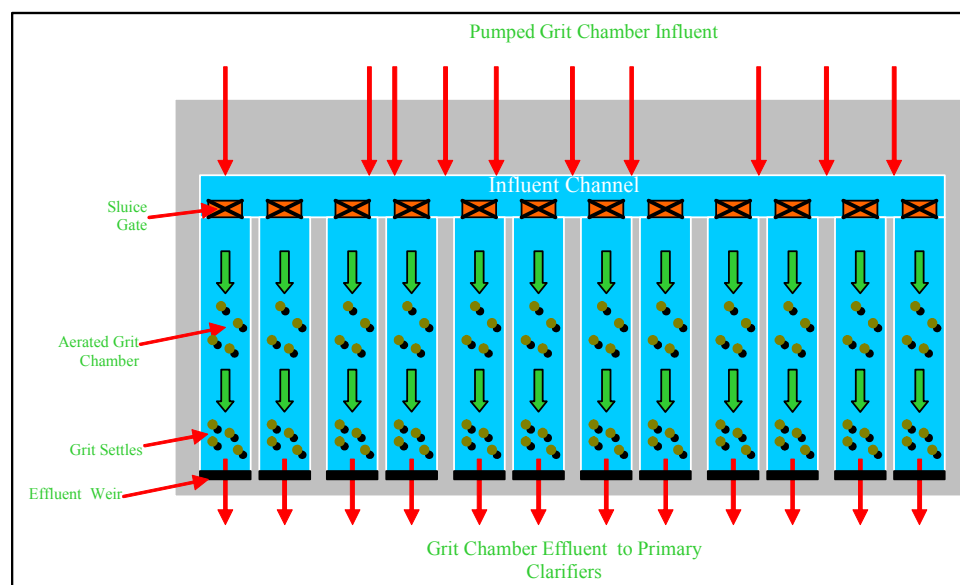 Pumped Grit Chamber Influent
Influent Channel
Sluice
Gate
Aerated Grit
Chamber
Grit Settles
Effluent Weir
Grit Chamber Effluent to Primary
Clarifiers